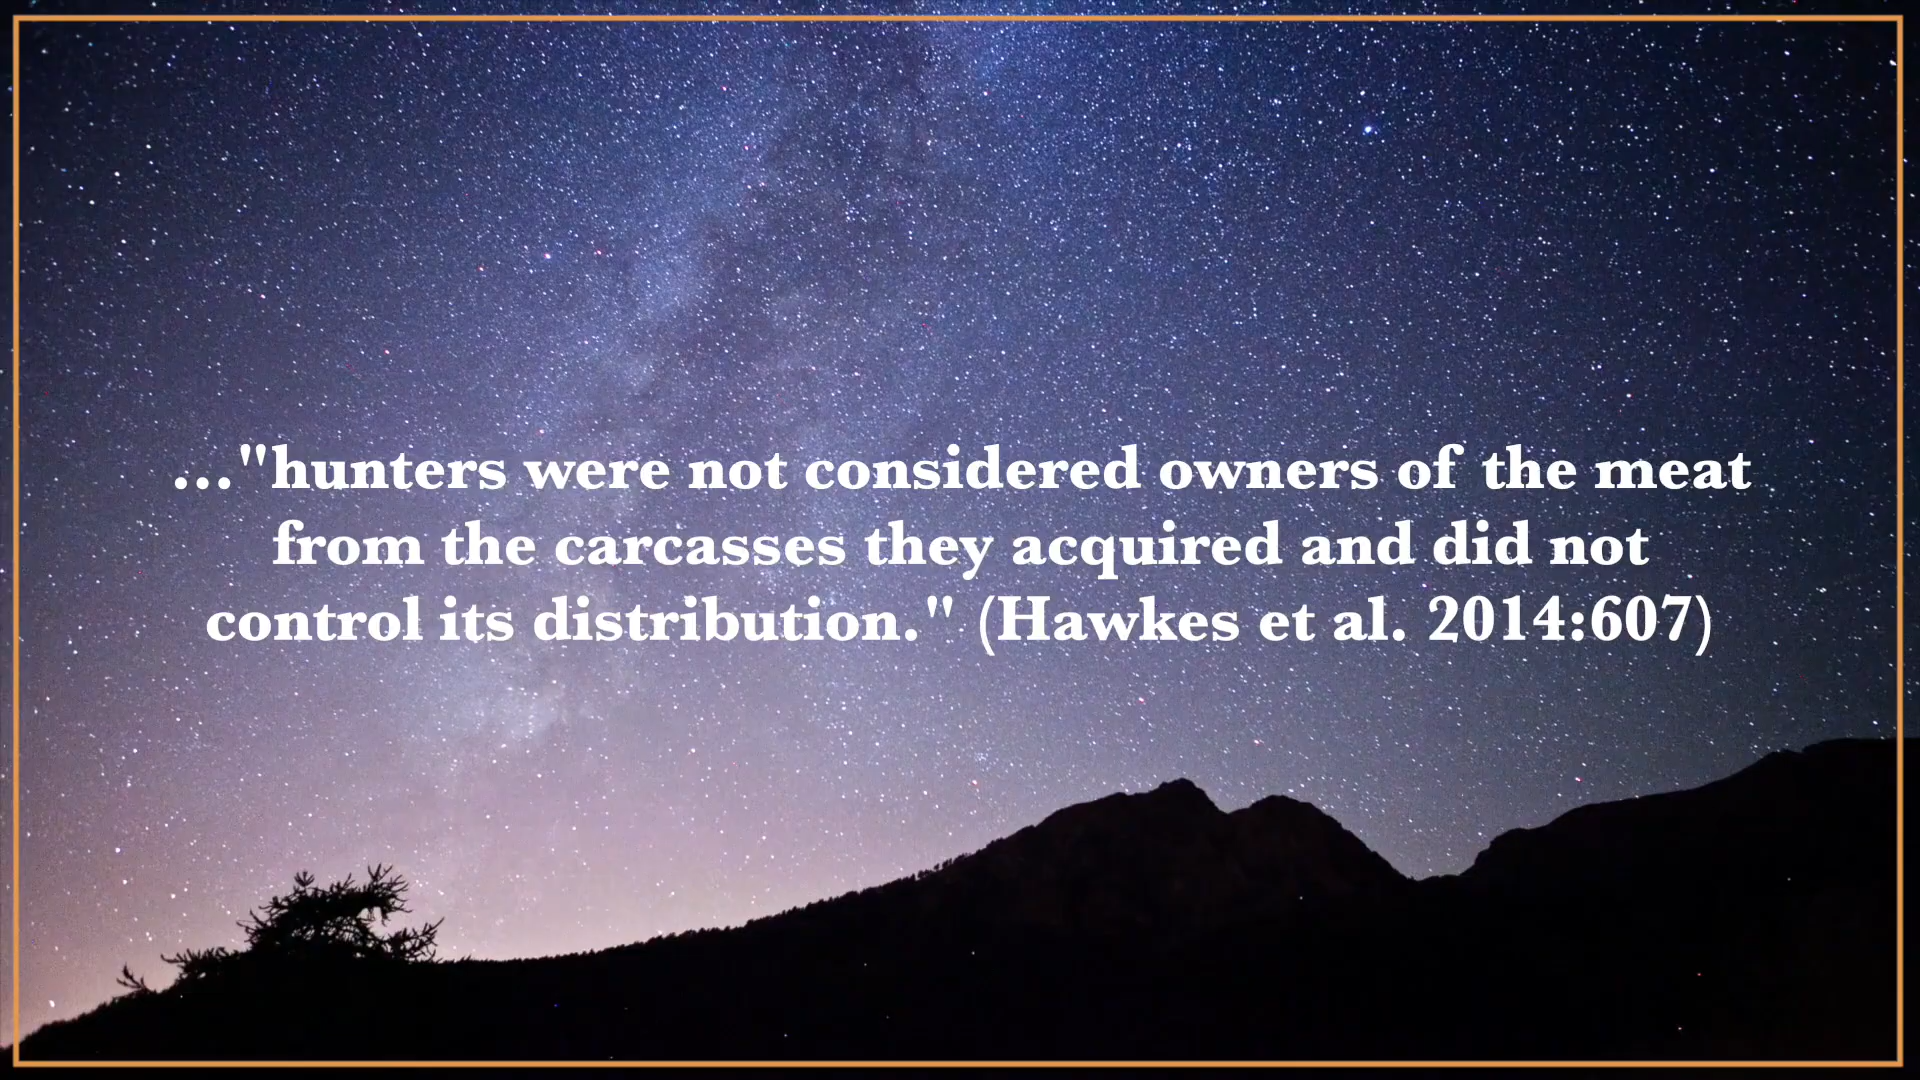 ..."hunters were not considered owners of the meat
from the carcasses they acquired and did not
control its distribution." (Hawkes et al. 2014:607)